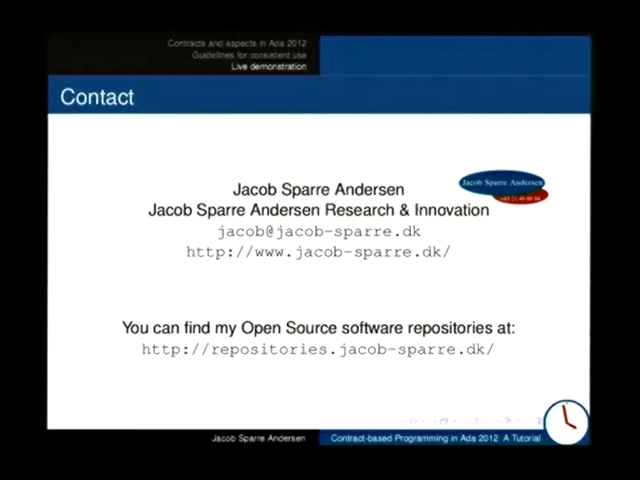 Contracts and aspects in Ada 2012
Guidelines for consistent use
Live demonstration
Contact
Jacob Sparre Andersen
Jacob Sparre Andersen Research & Innovation
jacob@jacob-sparre.dk
http://www.jacob-sparre.dk/
Jacob Sparre Andersen
You can find my Open Source software repositories at:
http://repositories.jacob-sparre.dk/
Jacob Sparre Andersen
Contract-based Programming in Ada 2012 A Tutorial